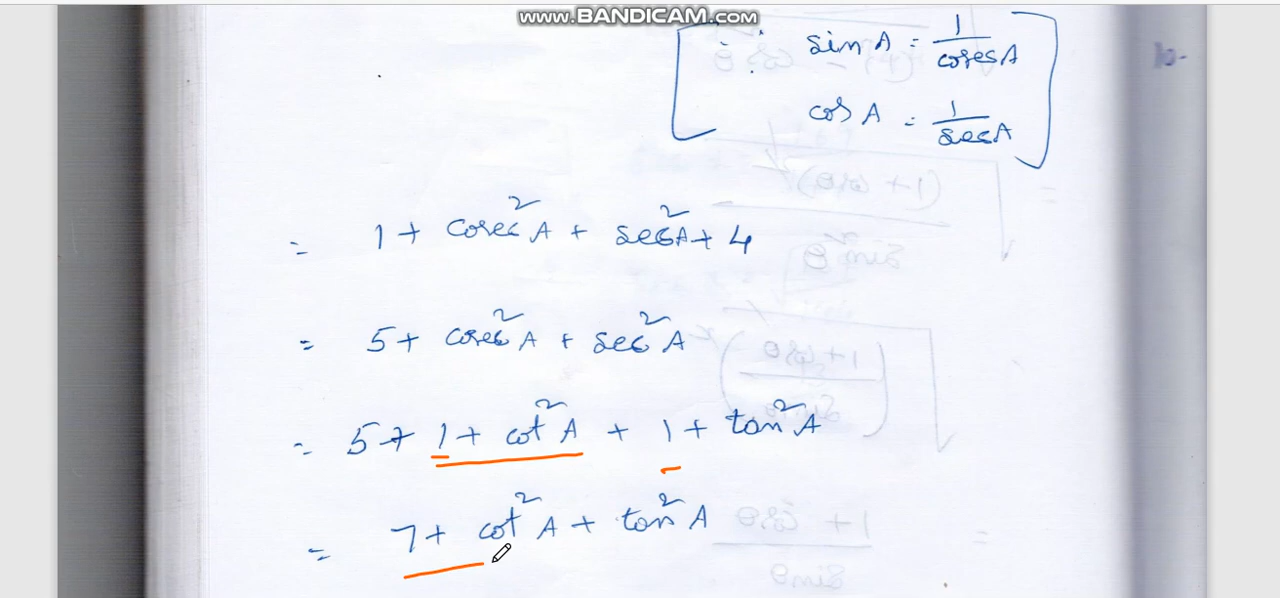 www.BANDICAM.com
∵ sin A = 1/cosec A
cos A = 1/sec A
= 1 + cosec²A + sec²A + 4
= 5 + cosec²A + sec²A
= 5 + 1 + cot²A + 1 + tan²A
= 7 + cot²A + tan²A